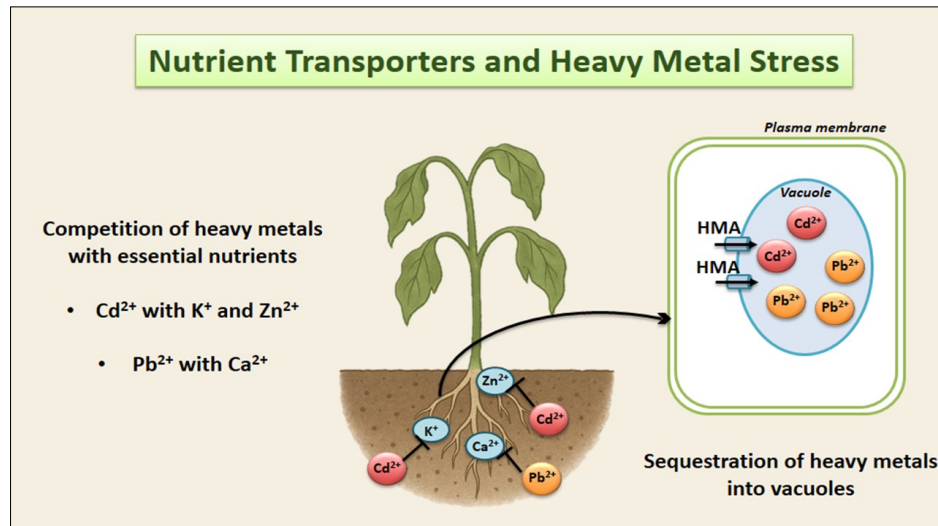 Nutrient Transporters and Heavy Metal Stress
Competition of heavy metals
with essential nutrients
• Cd²⁺ with K⁺ and Zn²⁺
• Pb²⁺ with Ca²⁺
Zn²⁺
K⁺
Cd²⁺
Ca²⁺
Cd²⁺
Pb²⁺
Plasma membrane
Vacuole
Cd²⁺
HMA
Cd²⁺
Pb²⁺
HMA
Pb²⁺
Pb²⁺
Sequestration of heavy metals
into vacuoles